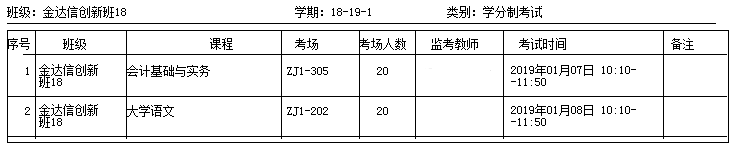 班级：金达信创新班18 学期：18-19-1 类别：学分制考试
序号 班级 课程 考场 考场人数 监考教师 考试时间 备注
1 金达信创新 会计基础与实务 ZJ1-305 20 2019年01月07日 10:10-
班18 -11:50
2 金达信创新 大学语文 ZJ1-202 20 2019年01月08日 10:10-
班18 -11:50